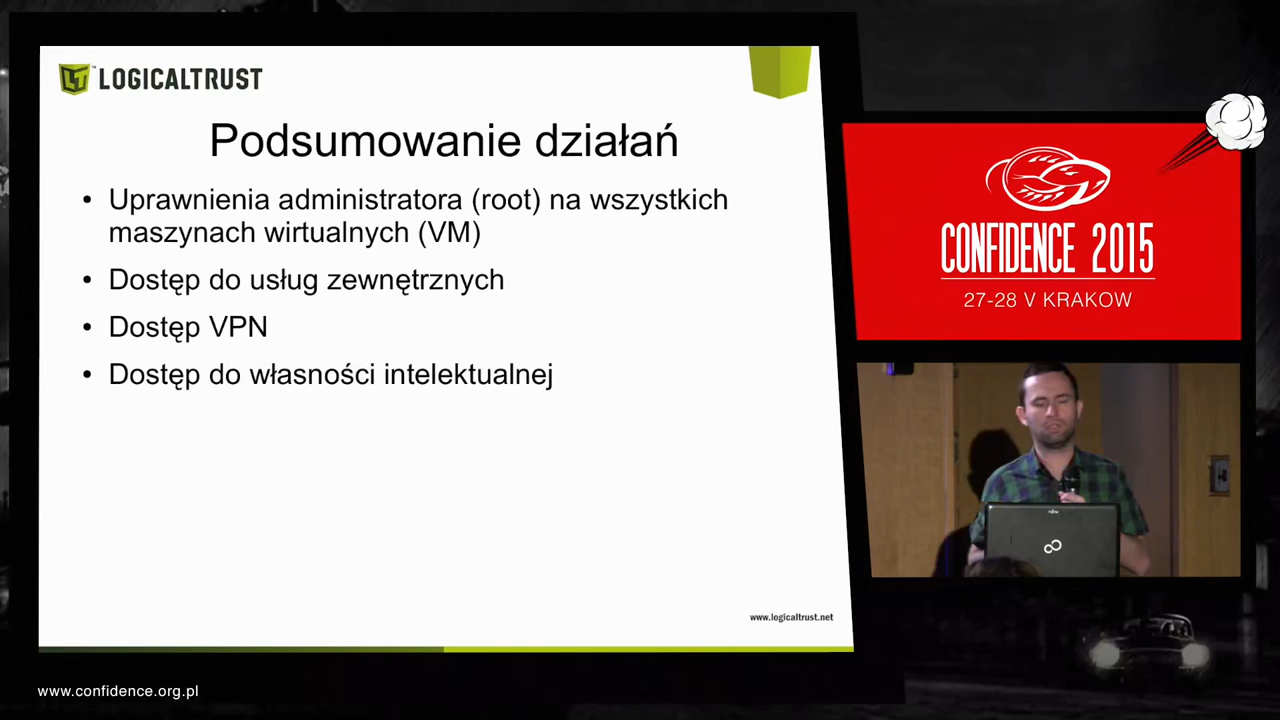 LOGICALTRUST
Podsumowanie działań
• Uprawnienia administratora (root) na wszystkich
maszynach wirtualnych (VM)
• Dostęp do usług zewnętrznych
• Dostęp VPN
• Dostęp do własności intelektualnej
www.logicaltrust.net
CONFIDENCE 2015
27-28 V KRAKOW
www.confidence.org.pl